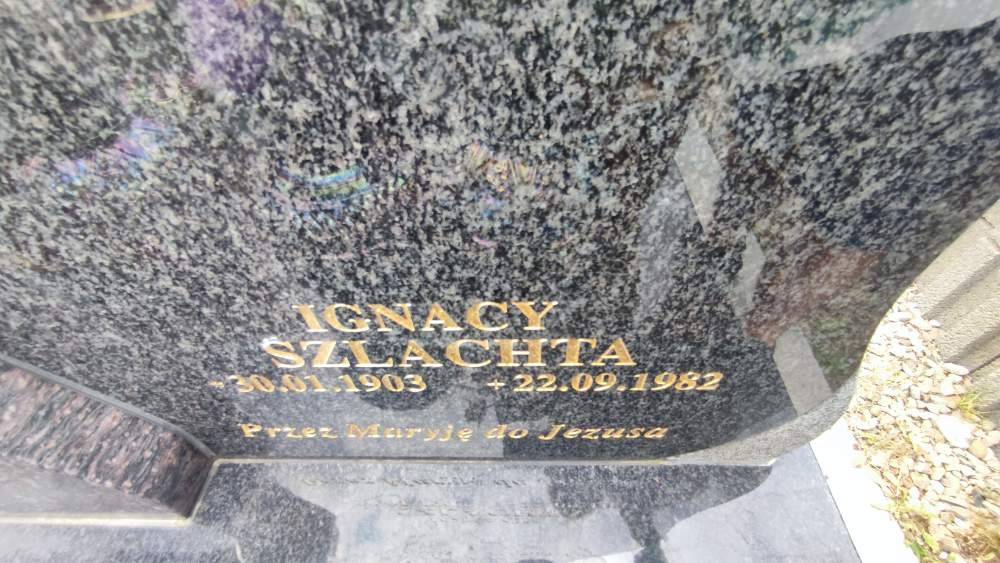 IGNACY
SZLACHTA
*30.01.1903 +22.09.1982
Przez Maryję do Jezusa